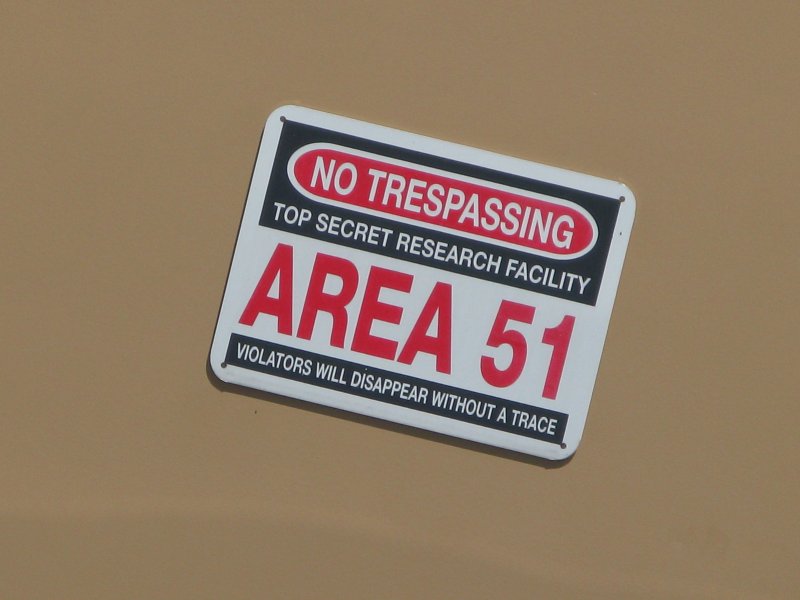 NO TRESPASSING
TOP SECRET RESEARCH FACILITY
AREA 51
VIOLATORS WILL DISAPPEAR WITHOUT A TRACE